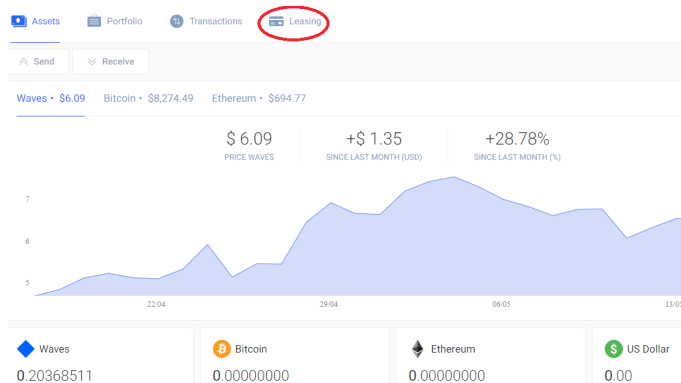 Assets Portfolio Transactions Leasing
Send Receive
Waves • $6.09 Bitcoin • $8,274.49 Ethereum • $694.77
$ 6.09 +$ 1.35 +28.78%
PRICE WAVES SINCE LAST MONTH (USD) SINCE LAST MONTH (%)
7
6
5
22/04 29/04 06/05 13/05
Waves Bitcoin Ethereum US Dollar
0.20368511 0.00000000 0.00000000 0.00